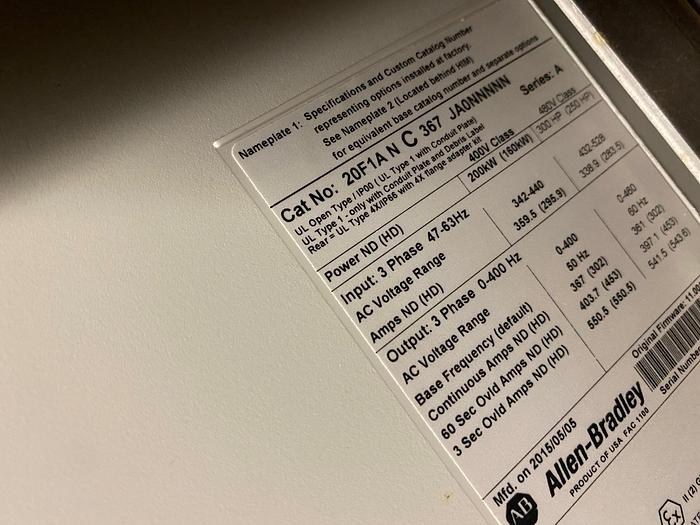 Nameplate 1: Specifications and Custom Catalog Number
representing options installed at factory.
See Nameplate 2 (Located behind HIM)
for equivalent base catalog number and separate options
Cat No: 20F1A N C 367 JA0NNNNN Series: A
UL Open Type / IP00 ( UL Type 1 with Conduit Plate)
UL Type 1 - only with Conduit Plate and Debris Label
Rear = UL Type 4X/IP66 with 4X flange adapter kit
400V Class 480V Class
Power ND (HD) 200kW (160kW) 300 HP (250 HP)
Input: 3 Phase 47-63Hz
AC Voltage Range 342-440 432-528
Amps ND (HD) 359.5 (295.9) 338.9 (283.5)
Output: 3 Phase 0-400 Hz
AC Voltage Range 0-400 0-460
Base Frequency (default) 50 Hz 60 Hz
Continuous Amps ND (HD) 367 (302) 361 (302)
60 Sec Ovld Amps ND (HD) 403.7 (453) 397.1 (453)
3 Sec Ovld Amps ND (HD) 550.5 (550.5) 541.5 (543.6)
Mfd. on 2015/05/05
Original Firmware:
Serial Number
AB Allen-Bradley
PRODUCT OF USA FAC 1100
Ex II (2) G